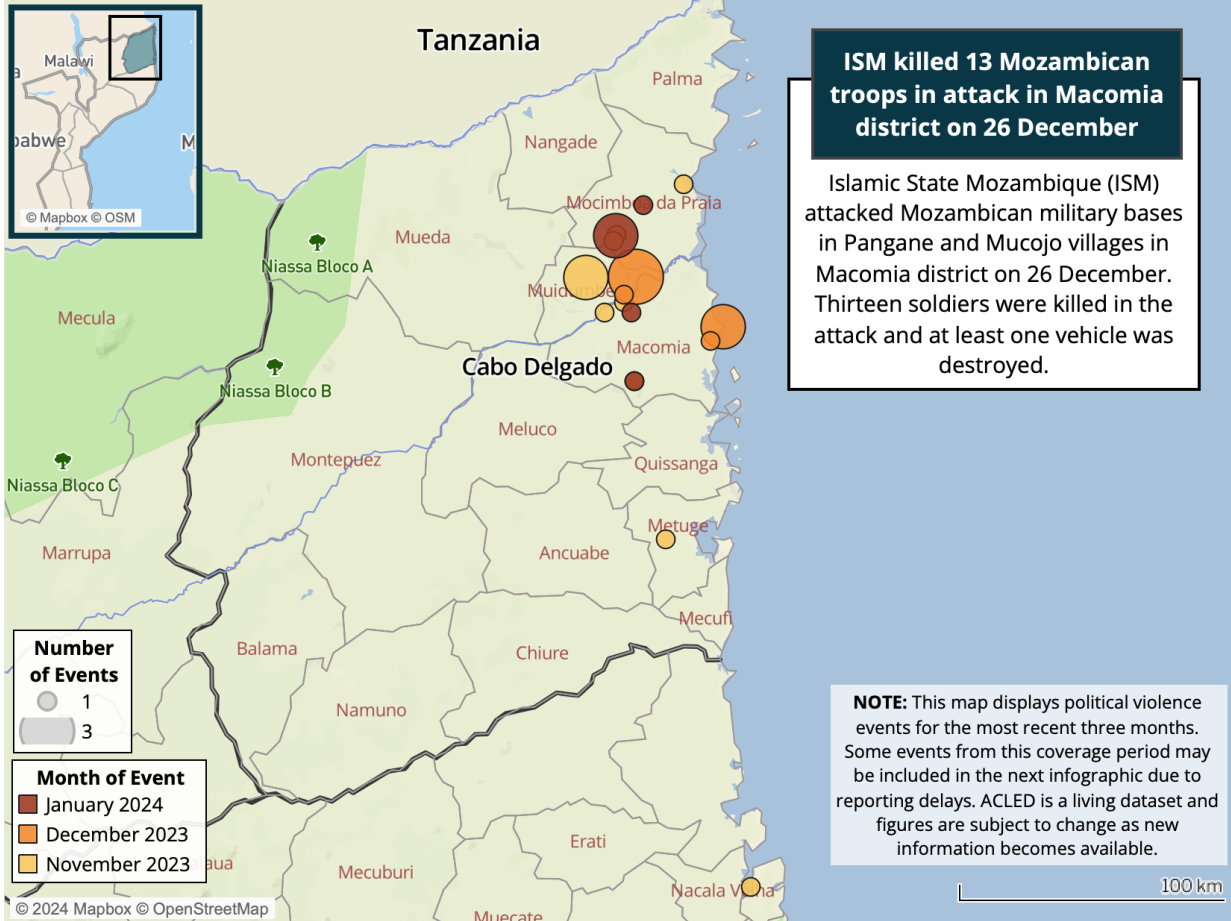 Malawi
babwe
M
© Mapbox © OSM
Tanzania
Palma
Nangade
Mocimboa da Praia
Mueda
Niassa Bloco A
Muidumbe
Mecula
Macomia
Cabo Delgado
Niassa Bloco B
Meluco
Montepuez
Quissanga
Niassa Bloco C
Metuge
Marrupa
Ancuabe
Mecufi
Balama
Chiure
Namuno
Erati
aua
Mecuburi
Nacala Velha
Muecate
ISM killed 13 Mozambican
troops in attack in Macomia
district on 26 December
Islamic State Mozambique (ISM)
attacked Mozambican military bases
in Pangane and Mucojo villages in
Macomia district on 26 December.
Thirteen soldiers were killed in the
attack and at least one vehicle was
destroyed.
Number
of Events
1
3
Month of Event
January 2024
December 2023
November 2023
© 2024 Mapbox © OpenStreetMap
NOTE: This map displays political violence
events for the most recent three months.
Some events from this coverage period may
be included in the next infographic due to
reporting delays. ACLED is a living dataset and
figures are subject to change as new
information becomes available.
100 km